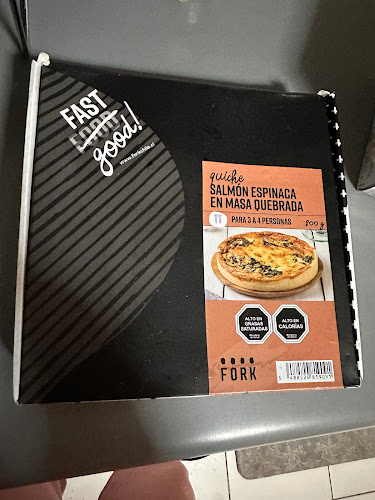 FAST
FOOD
good!
www.forkchile.cl
quiche
SALMÓN ESPINACA
EN MASA QUEBRADA
PARA 3 A 4 PERSONAS
800 g
ALTO EN
GRASAS
SATURADAS
ALTO EN
CALORÍAS
FORK